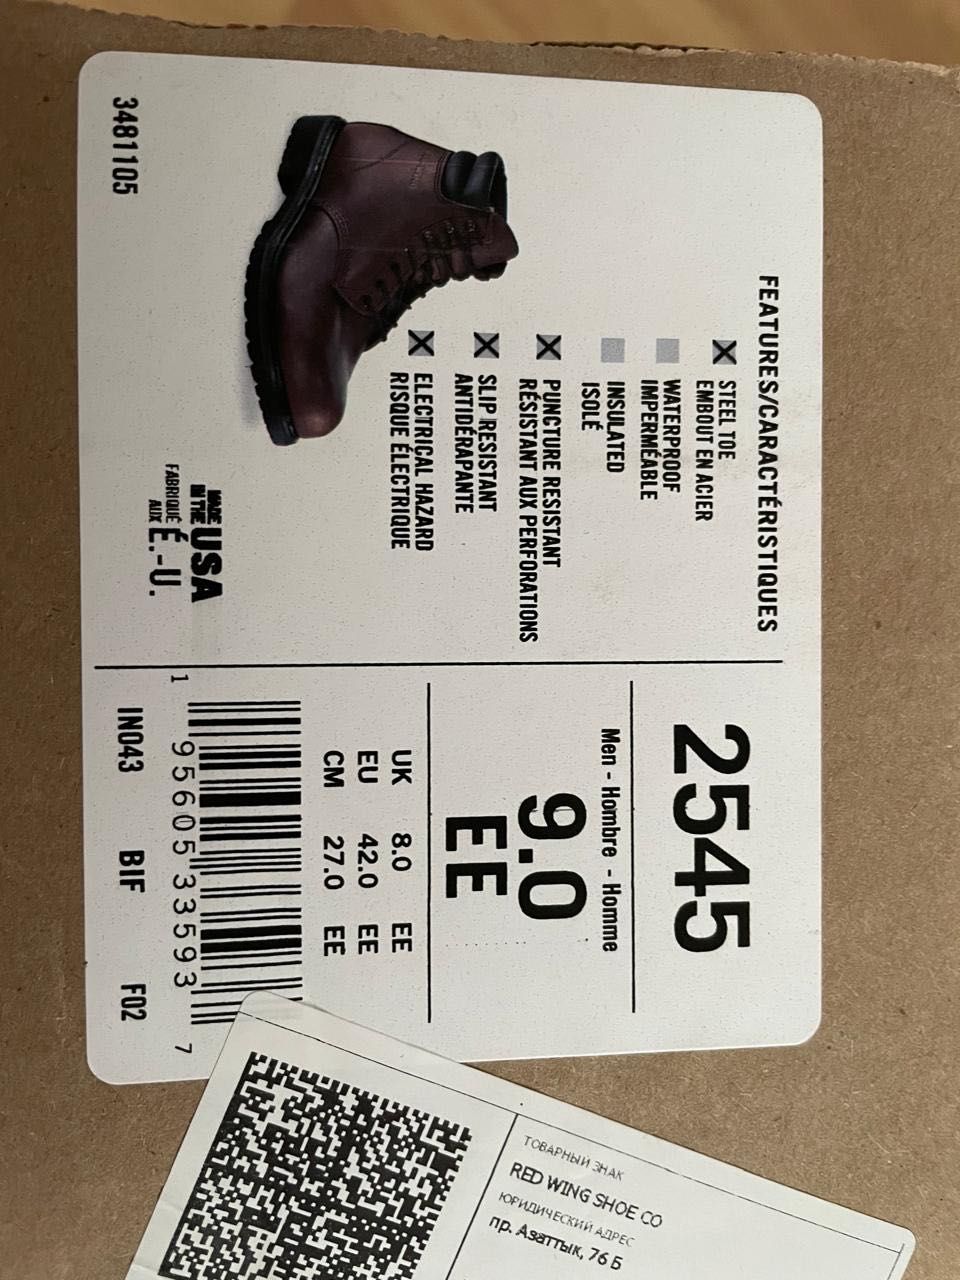 FEATURES/CARACTÉRISTIQUES
STEEL TOE
EMBOUT EN ACIER
WATERPROOF
IMPERMÉABLE
INSULATED
ISOLÉ
PUNCTURE RESISTANT
RÉSISTANT AUX PERFORATIONS
SLIP RESISTANT
ANTIDÉRAPANTE
ELECTRICAL HAZARD
RISQUE ÉLECTRIQUE
MADE IN THE USA
FABRIQUÉ AUX É.-U.
3481105
2545
Men - Hombre - Homme
9.0
EE
UK 8.0 EE
EU 42.0 EE
CM 27.0 EE
1 95605 33593 7
IN043 BIF F02
ТОВАРНЫЙ ЗНАК
RED WING SHOE CO
ЮРИДИЧЕСКИЙ АДРЕС
пр. Азаттык, 76 Б